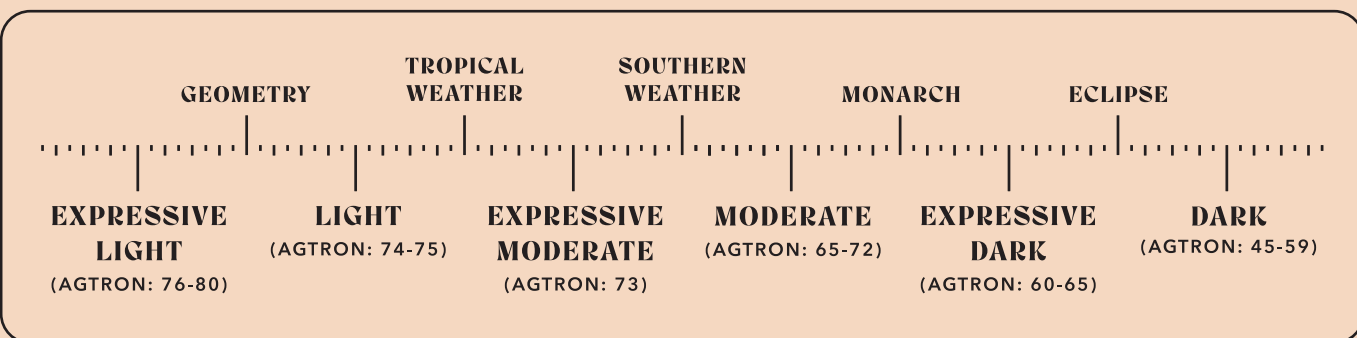 GEOMETRY
TROPICAL
WEATHER
SOUTHERN
WEATHER
MONARCH
ECLIPSE
EXPRESSIVE
LIGHT
(AGTRON: 76-80)
LIGHT
(AGTRON: 74-75)
EXPRESSIVE
MODERATE
(AGTRON: 73)
MODERATE
(AGTRON: 65-72)
EXPRESSIVE
DARK
(AGTRON: 60-65)
DARK
(AGTRON: 45-59)